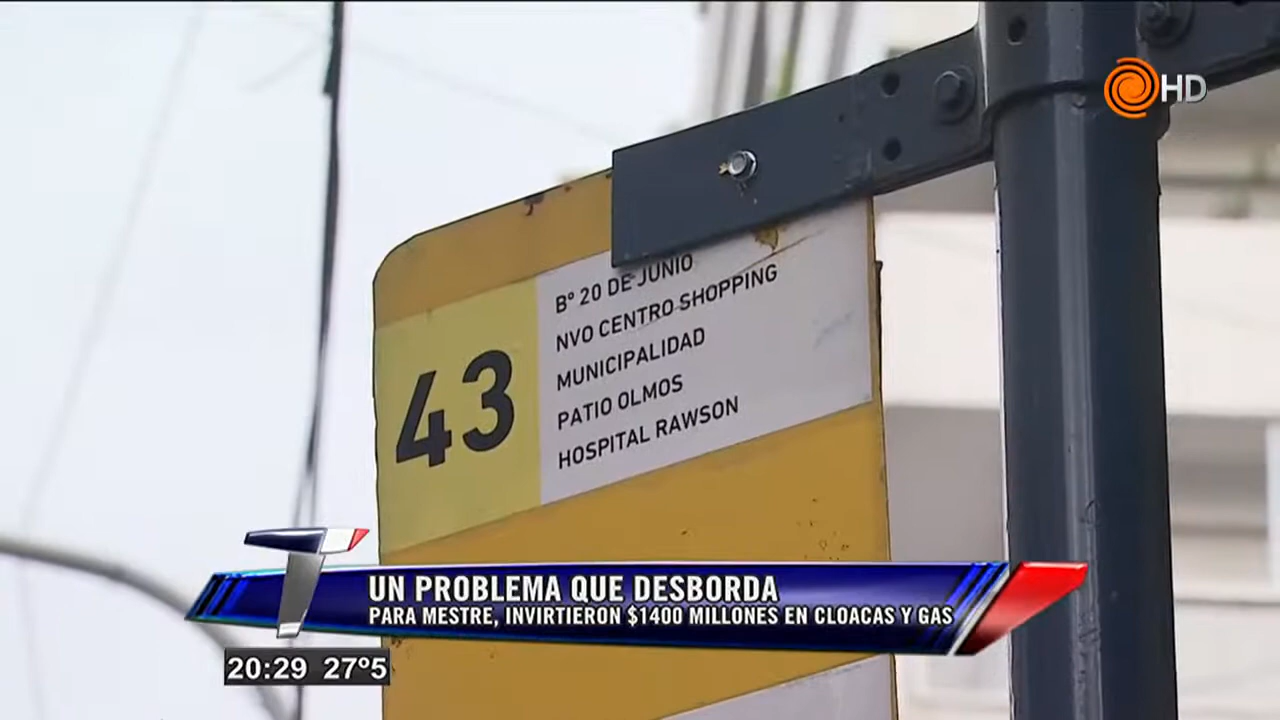 HD
Bº 20 DE JUNIO
NVO CENTRO SHOPPING
MUNICIPALIDAD
PATIO OLMOS
HOSPITAL RAWSON
43
T
UN PROBLEMA QUE DESBORDA
PARA MESTRE, INVIRTIERON $1400 MILLONES EN CLOACAS Y GAS
20:29 27º5